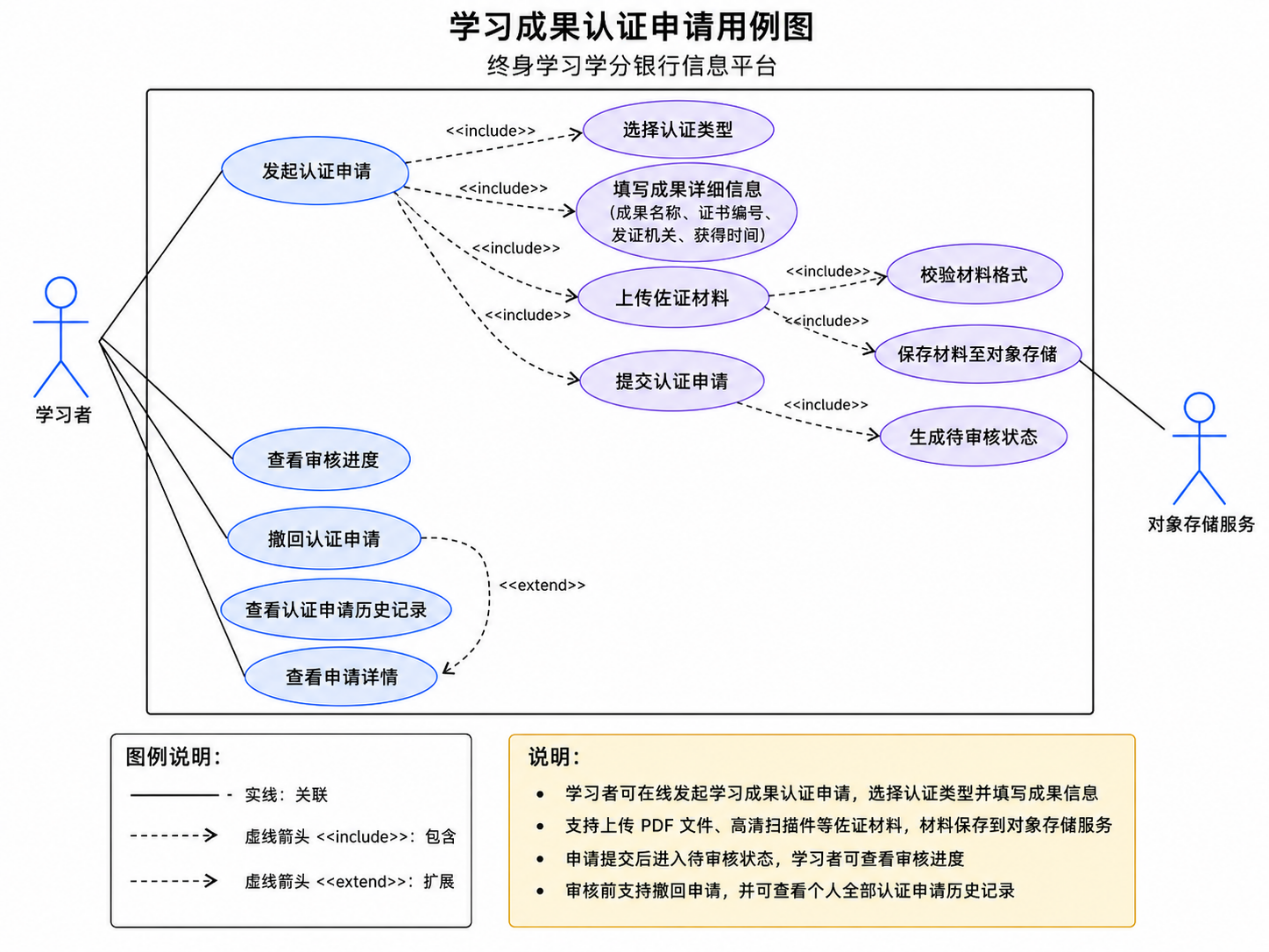 学习成果认证申请用例图
终身学习学分银行信息平台
发起认证申请
<<include>>
选择认证类型
<<include>>
填写成果详细信息
（成果名称、证书编号、
发证机关、获得时间）
<<include>>
上传佐证材料
<<include>>
校验材料格式
<<include>>
<<include>>
保存材料至对象存储
提交认证申请
<<include>>
生成待审核状态
学习者
对象存储服务
查看审核进度
撤回认证申请
<<extend>>
查看认证申请历史记录
查看申请详情
图例说明：
实线：关联
虚线箭头 <<include>>：包含
虚线箭头 <<extend>>：扩展
说明：
• 学习者可在线发起学习成果认证申请，选择认证类型并填写成果信息
• 支持上传 PDF 文件、高清扫描件等佐证材料，材料保存到对象存储服务
• 申请提交后进入待审核状态，学习者可查看审核进度
• 审核前支持撤回申请，并可查看个人全部认证申请历史记录